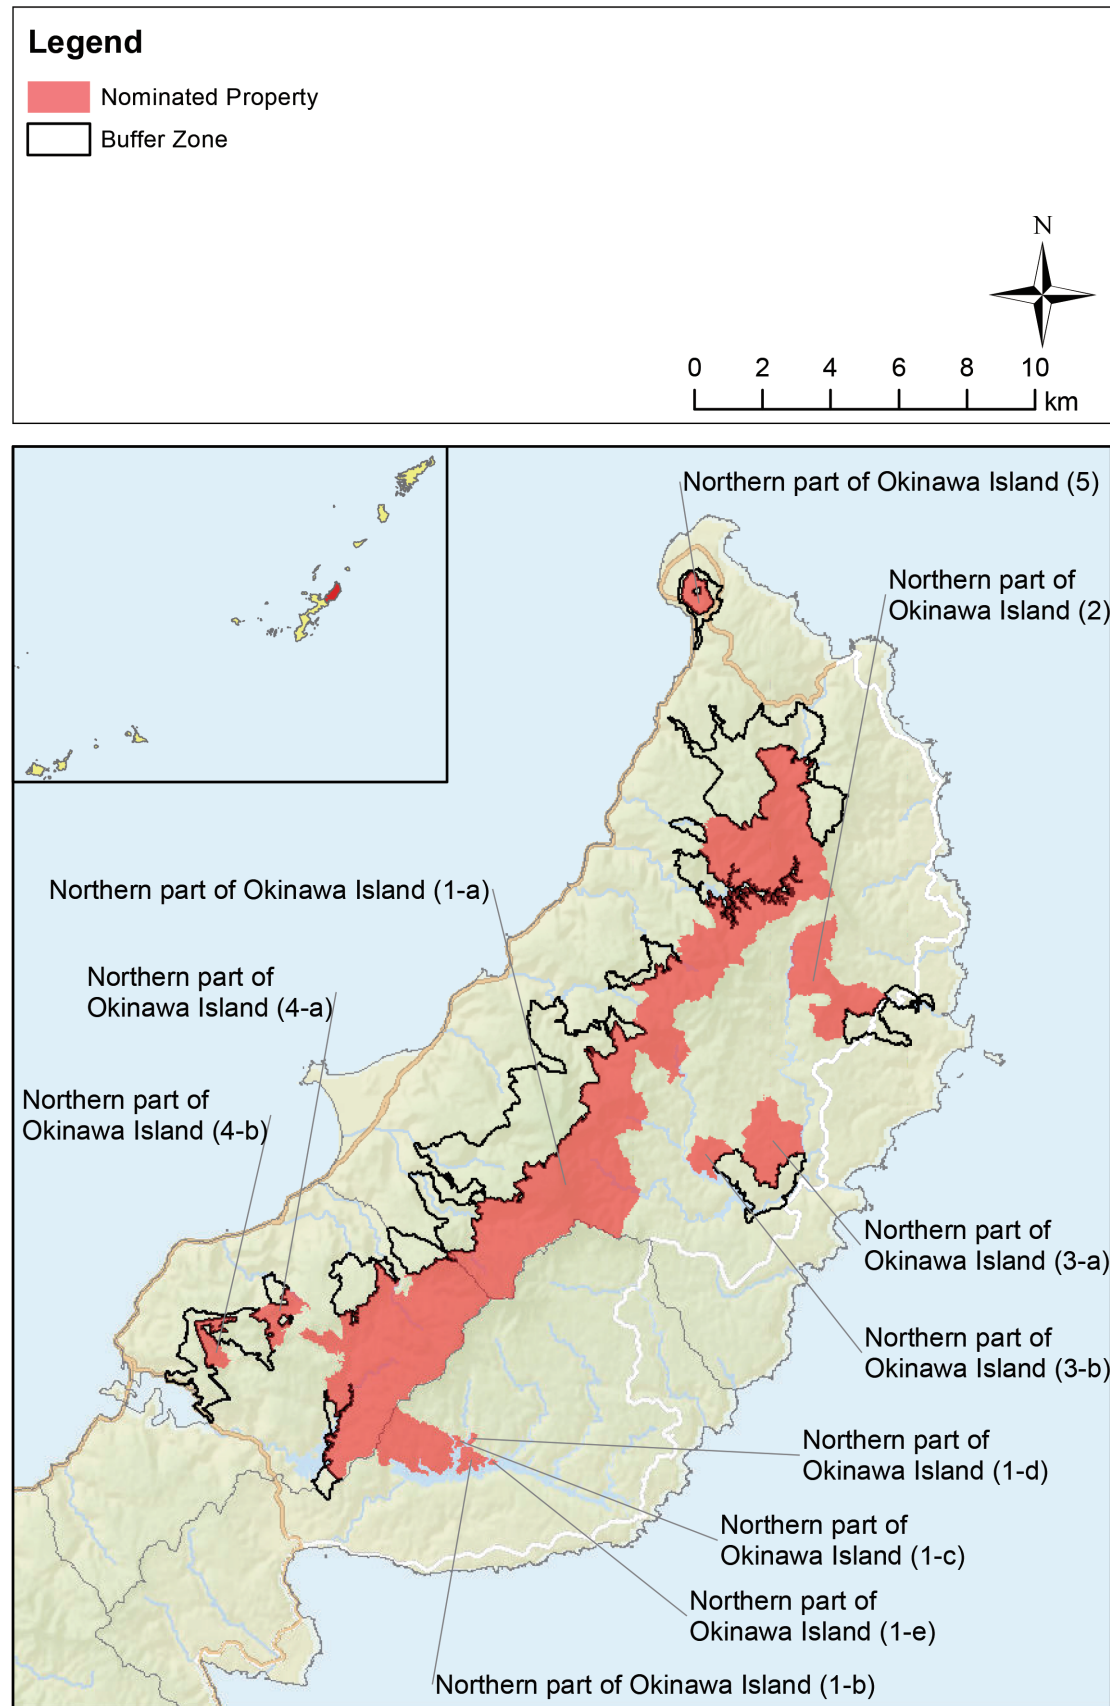 Legend
Nominated Property
Buffer Zone
N
0 2 4 6 8 10
km
Northern part of Okinawa Island (5)
Northern part of
Okinawa Island (2)
Northern part of Okinawa Island (1-a)
Northern part of
Okinawa Island (4-a)
Northern part of
Okinawa Island (4-b)
Northern part of
Okinawa Island (3-a)
Northern part of
Okinawa Island (3-b)
Northern part of
Okinawa Island (1-d)
Northern part of
Okinawa Island (1-c)
Northern part of
Okinawa Island (1-e)
Northern part of Okinawa Island (1-b)